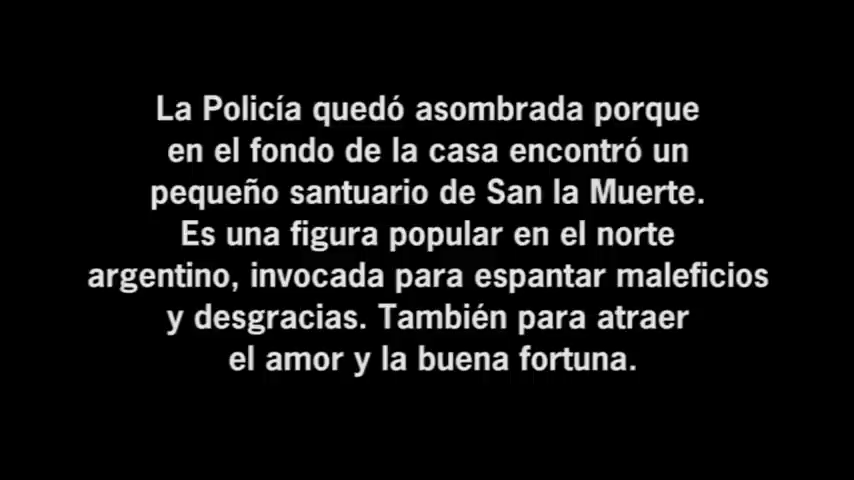 La Policía quedó asombrada porque
en el fondo de la casa encontró un
pequeño santuario de San la Muerte.
Es una figura popular en el norte
argentino, invocada para espantar maleficios
y desgracias. También para atraer
el amor y la buena fortuna.